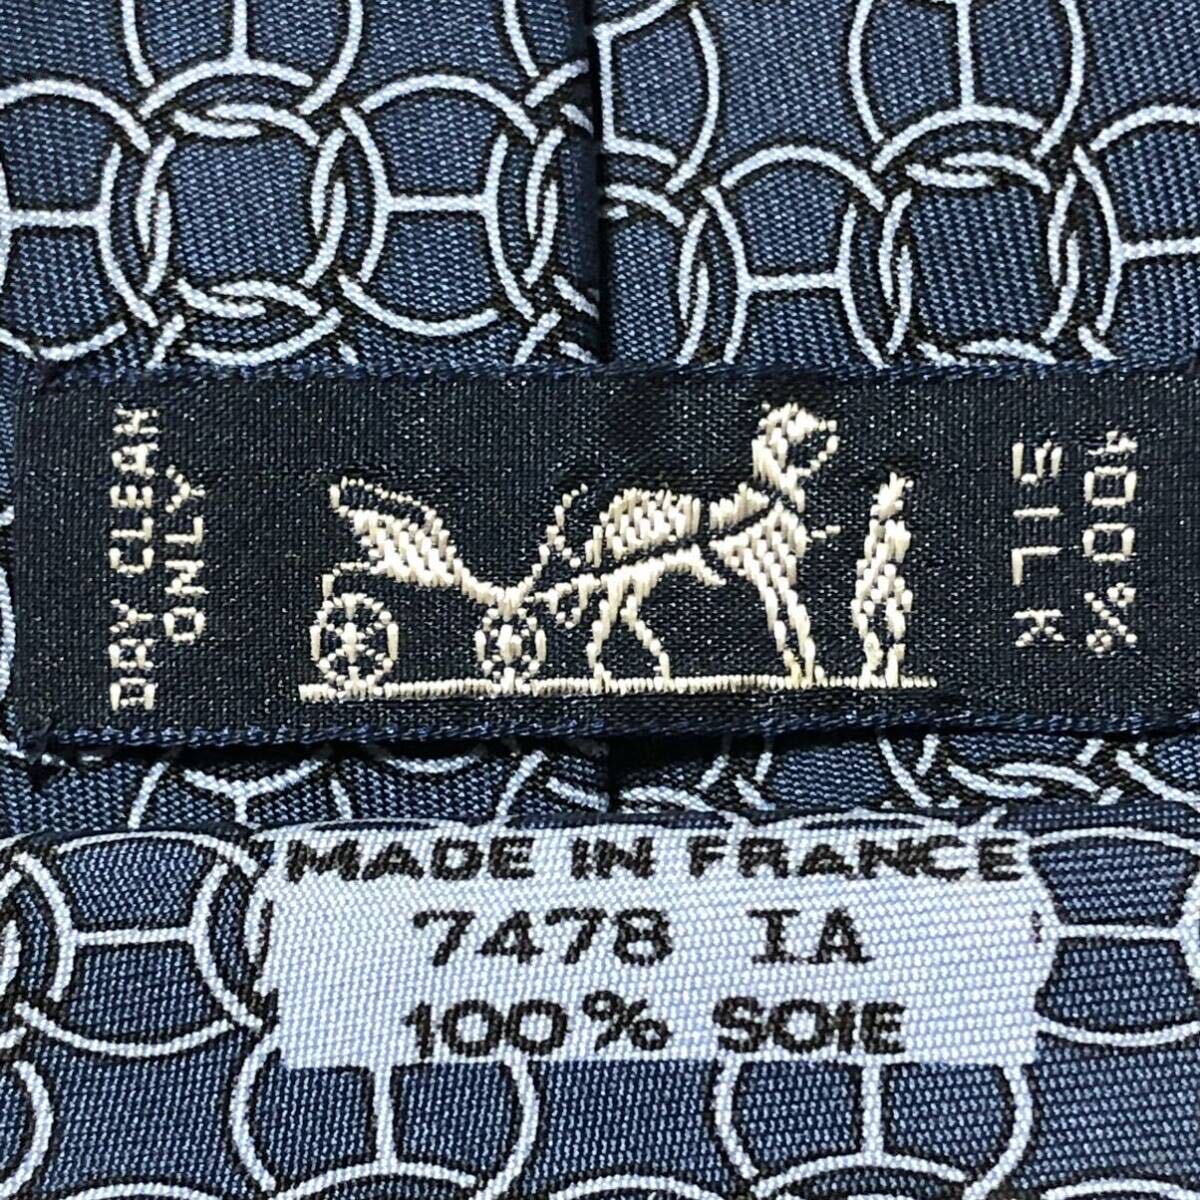 DRY CLEAN
ONLY
100%
SILK
MADE IN FRANCE
7478 IA
100% SOIE